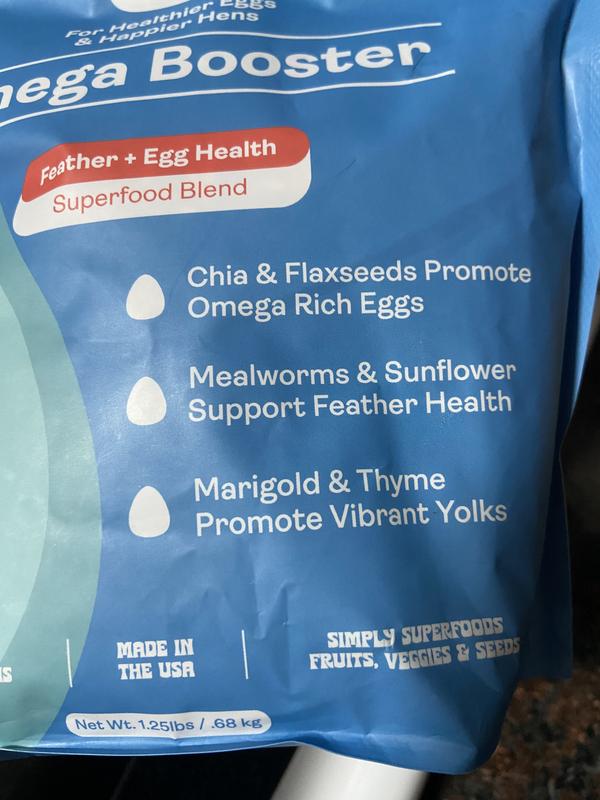 For Healthier Eggs
& Happier Hens
mega Booster
Feather + Egg Health
Superfood Blend
Chia & Flaxseeds Promote
Omega Rich Eggs
Mealworms & Sunflower
Support Feather Health
Marigold & Thyme
Promote Vibrant Yolks
MADE IN
THE USA
SIMPLY SUPERFOODS
FRUITS, VEGGIES & SEEDS
Net Wt. 1.25lbs / .68 kg